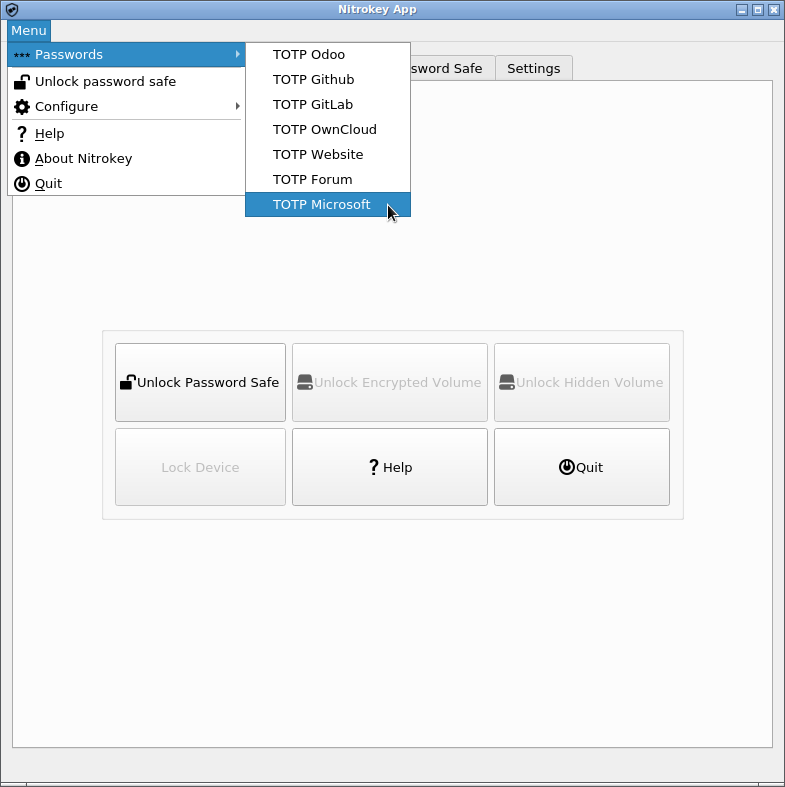 Nitrokey App
Menu
Passwords
Unlock password safe
Configure
Help
About Nitrokey
Quit
TOTP Odoo
TOTP Github
TOTP GitLab
TOTP OwnCloud
TOTP Website
TOTP Forum
TOTP Microsoft
sword Safe
Settings
Unlock Password Safe
Unlock Encrypted Volume
Unlock Hidden Volume
Lock Device
Help
Quit